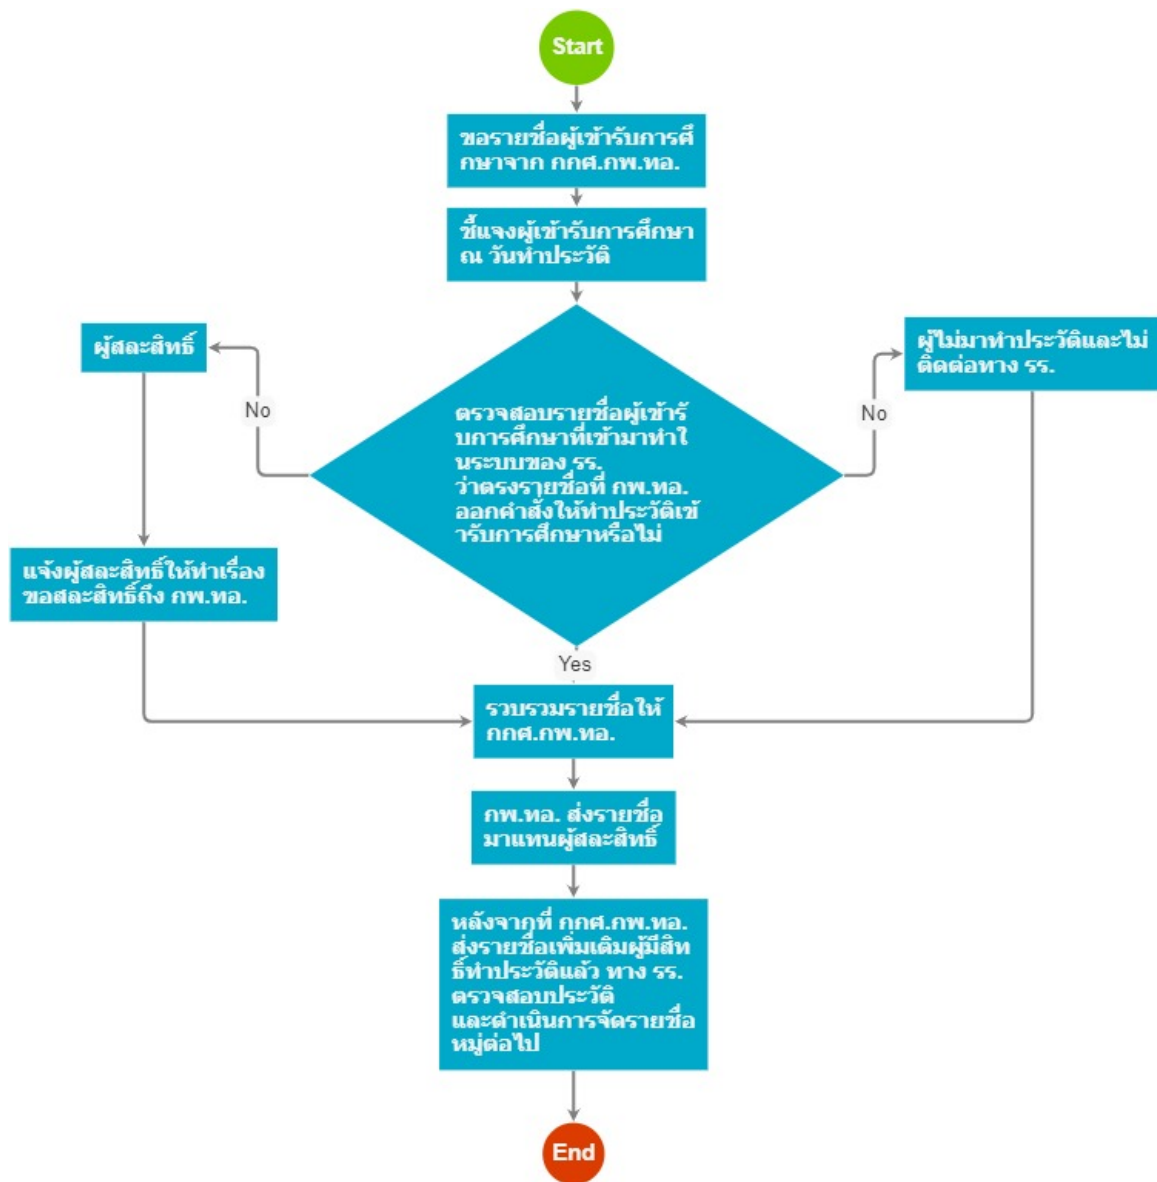 Start
ขอรายชื่อผู้เข้ารับการศึ
กษาจาก กกศ.กพ.ทอ.
ชี้แจงผู้เข้ารับการศึกษา
ณ วันทำประวัติ
ผู้สละสิทธิ์
ผู้ไม่มาทำประวัติและไม่
ติดต่อทาง รร.
No
No
ตรวจสอบรายชื่อผู้เข้ารั
บการศึกษาที่เข้ามาทำใ
นระบบของ รร.
ว่าตรงรายชื่อที่ กพ.ทอ.
ออกคำสั่งให้ทำประวัติเข้
ารับการศึกษาหรือไม่
แจ้งผู้สละสิทธิ์ให้ทำเรื่อง
ขอสละสิทธิ์ถึง กพ.ทอ.
Yes
รวบรวมรายชื่อให้
กกศ.กพ.ทอ.
กพ.ทอ. ส่งรายชื่อ
มาแทนผู้สละสิทธิ์
หลังจากที่ กกศ.กพ.ทอ.
ส่งรายชื่อเพิ่มเติมผู้มีสิท
ธิ์ทำประวัติแล้ว ทาง รร.
ตรวจสอบประวัติ
และดำเนินการจัดรายชื่อ
หมู่ต่อไป
End